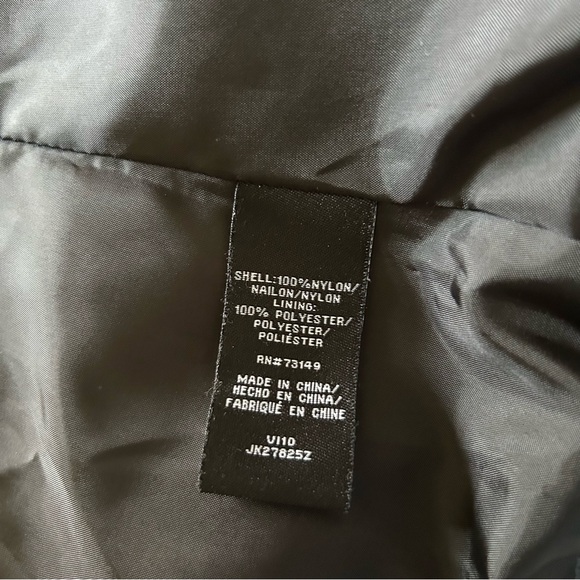 SHELL:100%NYLON/
NAILON/NYLON
LINING:
100% POLYESTER/
POLYESTER/
POLIÉSTER
RN#73149
MADE IN CHINA/
HECHO EN CHINA/
FABRIQUÉ EN CHINE
VI10
JK27825Z